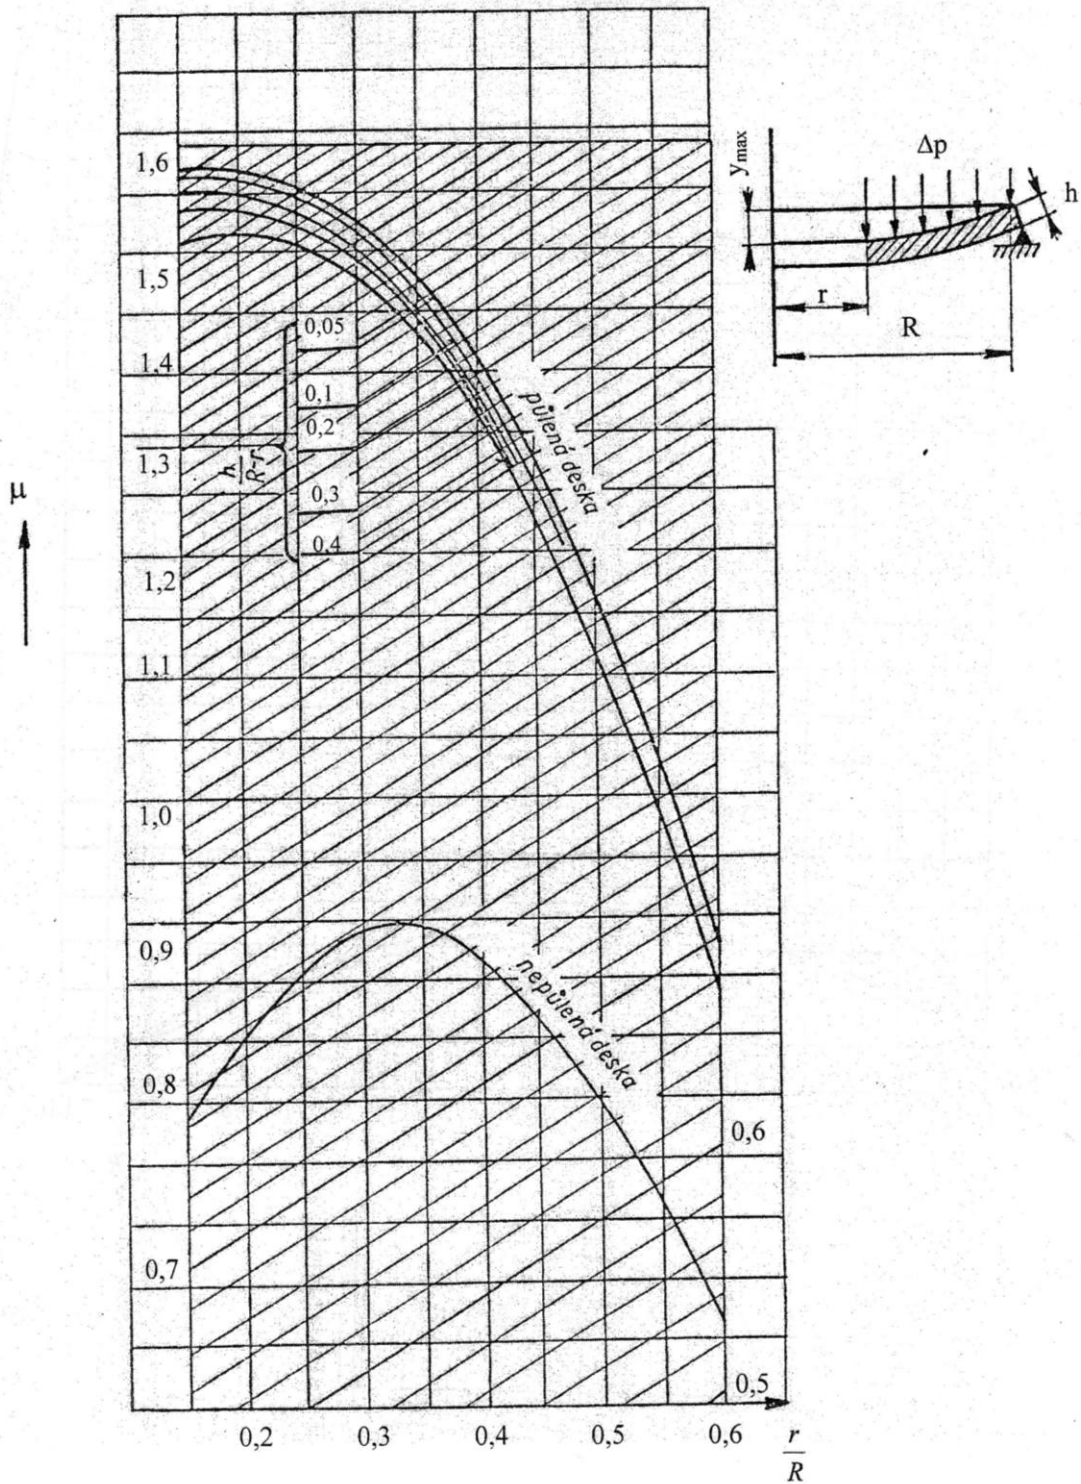 1,6
1,5
1,4
1,3
1,2
1,1
1,0
0,9
0,8
0,7
μ
0,05
0,1
0,2
0,3
0,4
h
R-r
půlená deska
nepůlená deska
0,6
0,5
0,2 0,3 0,4 0,5 0,6
r
R
y max
Δp
h
r
R